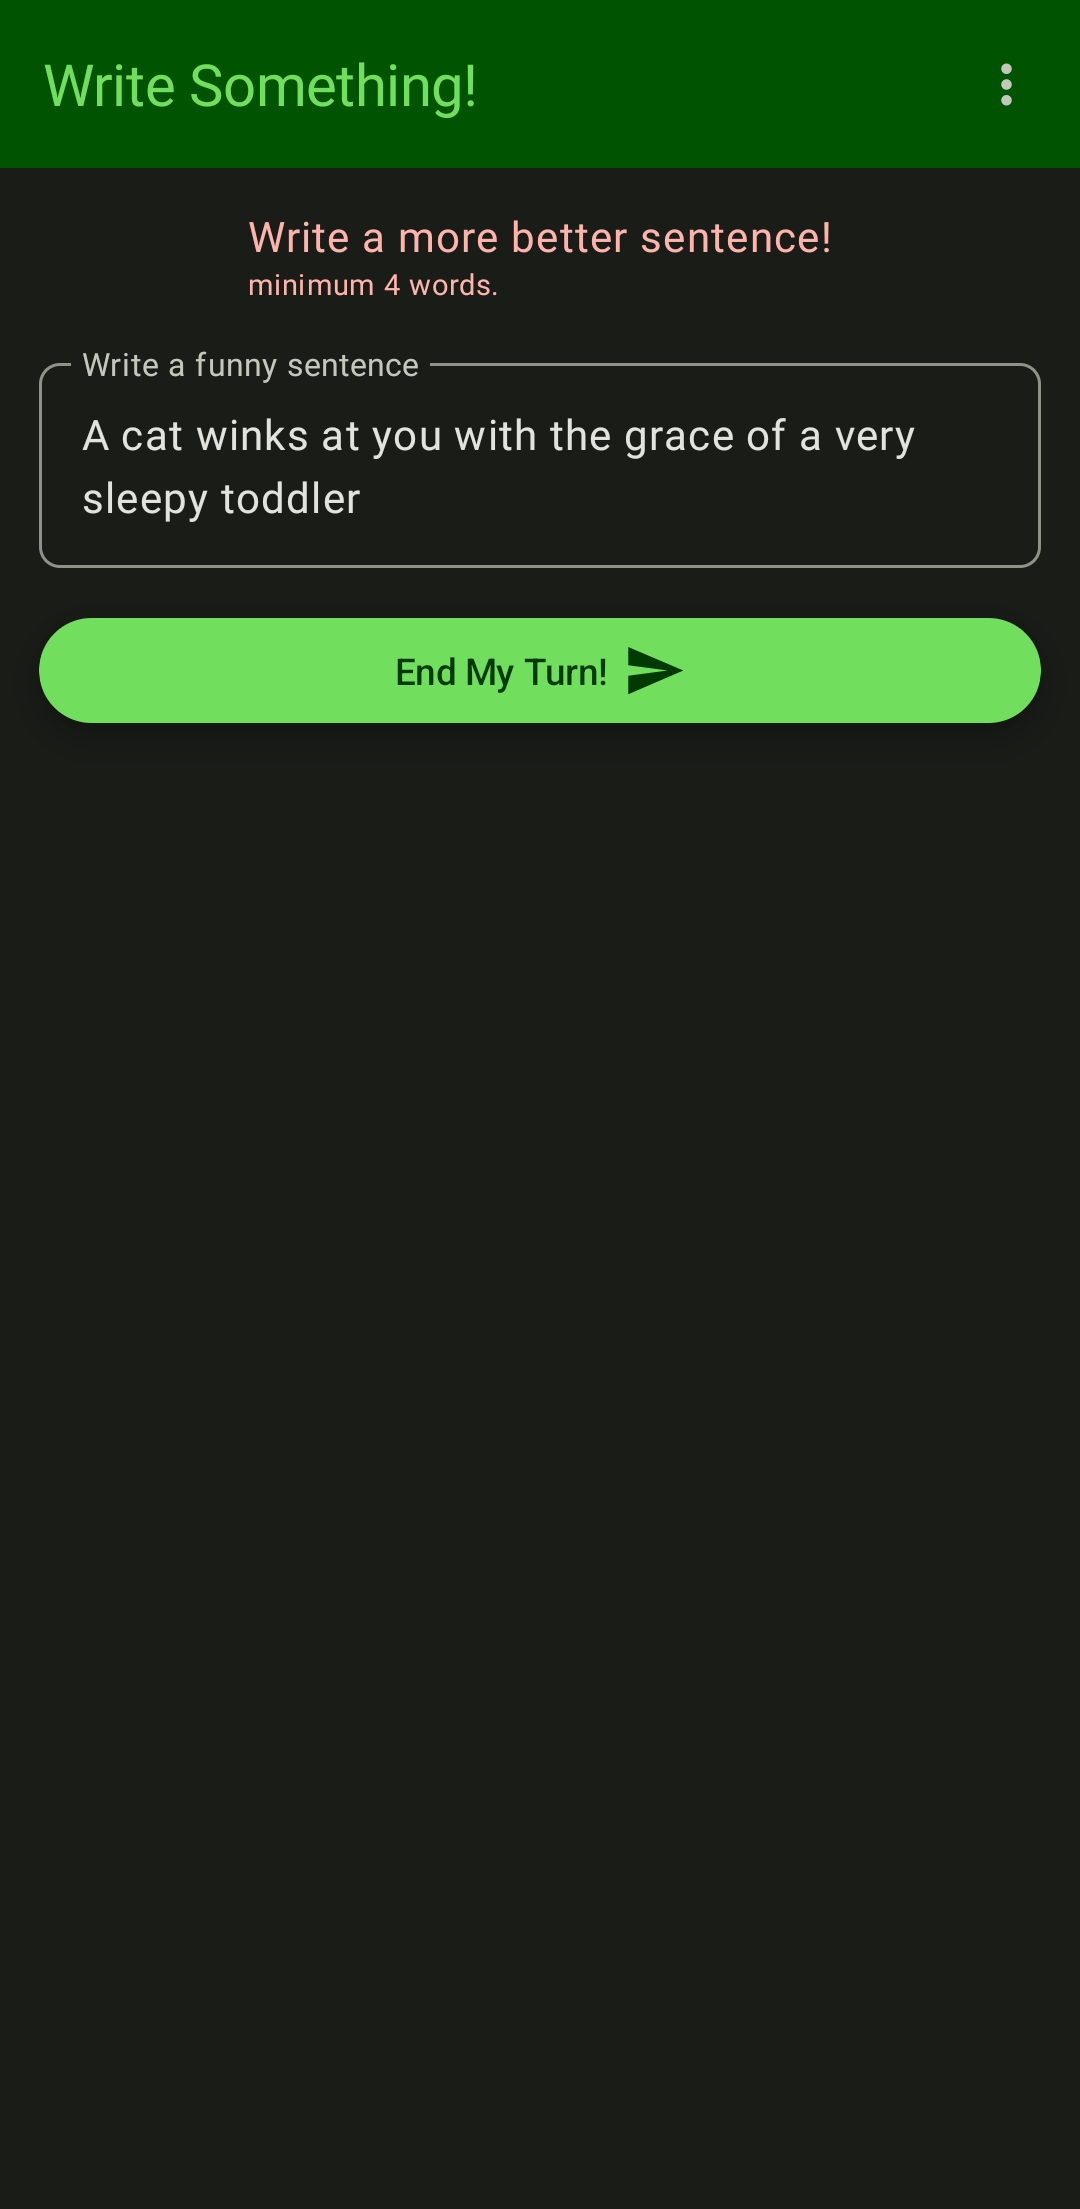 Write Something!
Write a more better sentence!
minimum 4 words.
Write a funny sentence
A cat winks at you with the grace of a very
sleepy toddler
End My Turn!